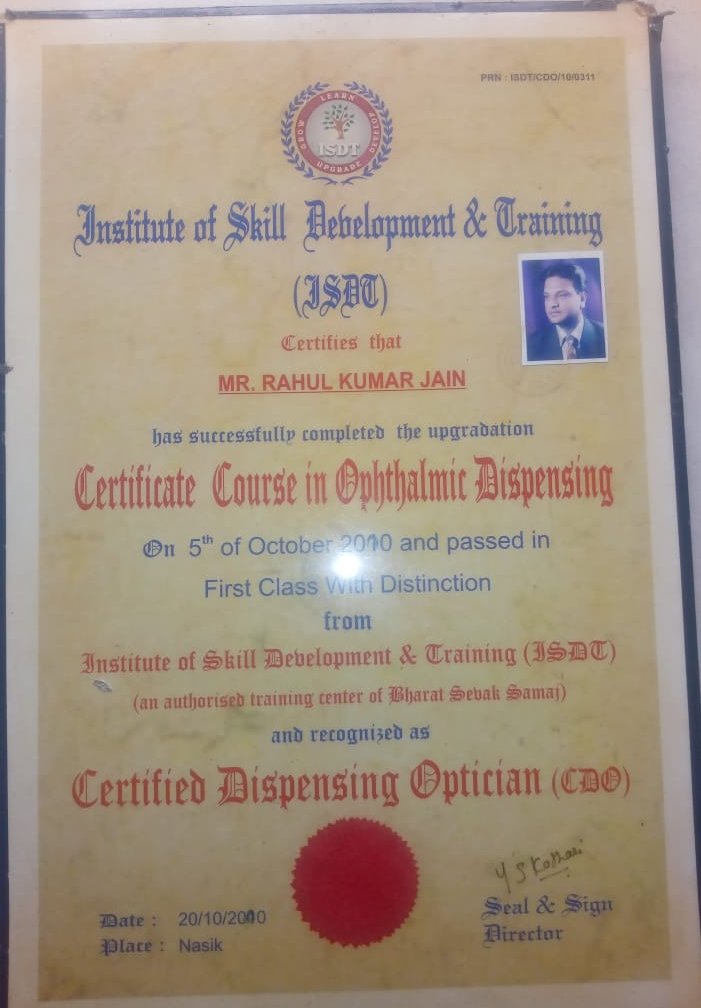 PRN : ISDT/CDO/10/0311
LEARN
GROW
DEVELOP
ISDT
UPGRADE
Institute of Skill Development & Training
(ISDT)
Certifies that
MR. RAHUL KUMAR JAIN
has successfully completed the upgradation
Certificate Course in Ophthalmic Dispensing
On 5th of October 2010 and passed in
First Class With Distinction
from
Institute of Skill Development & Training (ISDT)
(an authorised training center of Bharat Sevak Samaj)
and recognized as
Certified Dispensing Optician (CDO)
Y S Kothari
Seal & Sign
Director
Date : 20/10/2010
Place : Nasik